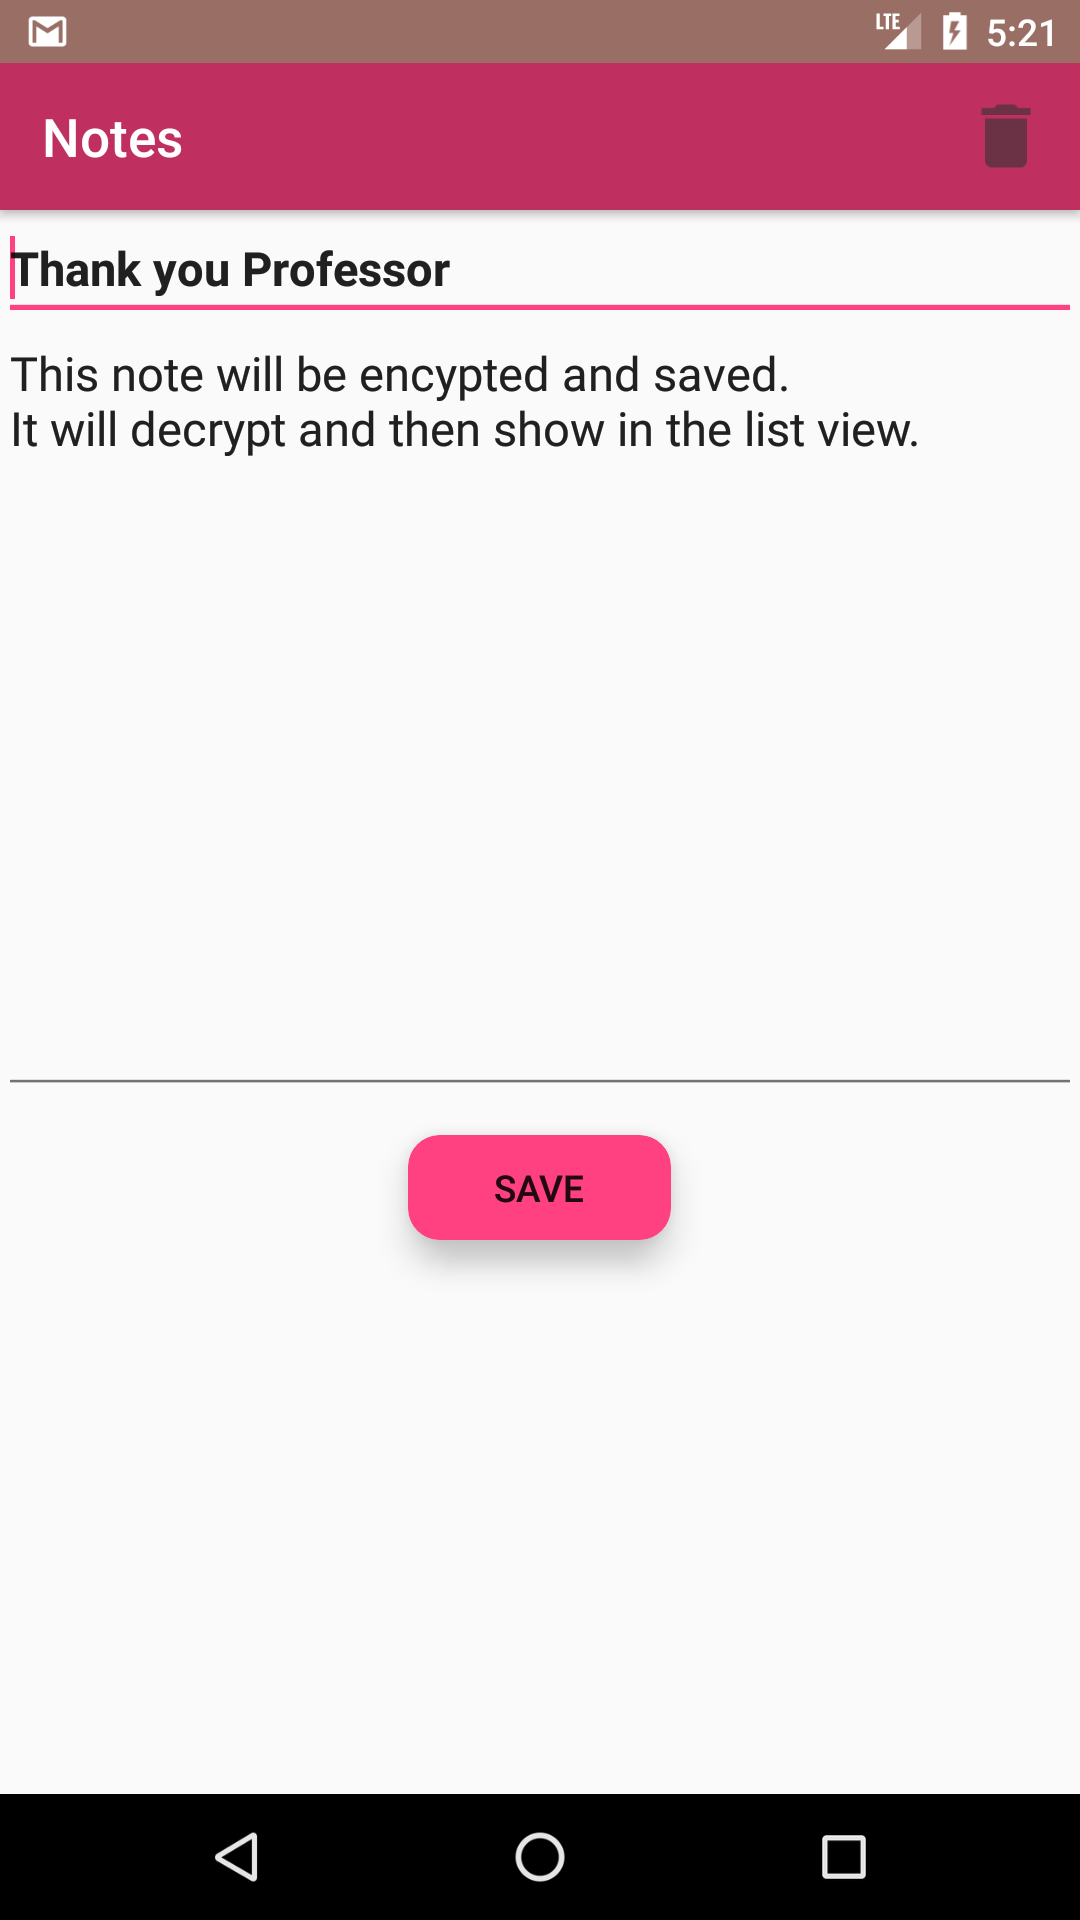 LTE 5:21
Notes
Thank you Professor
This note will be encypted and saved.
It will decrypt and then show in the list view.
SAVE